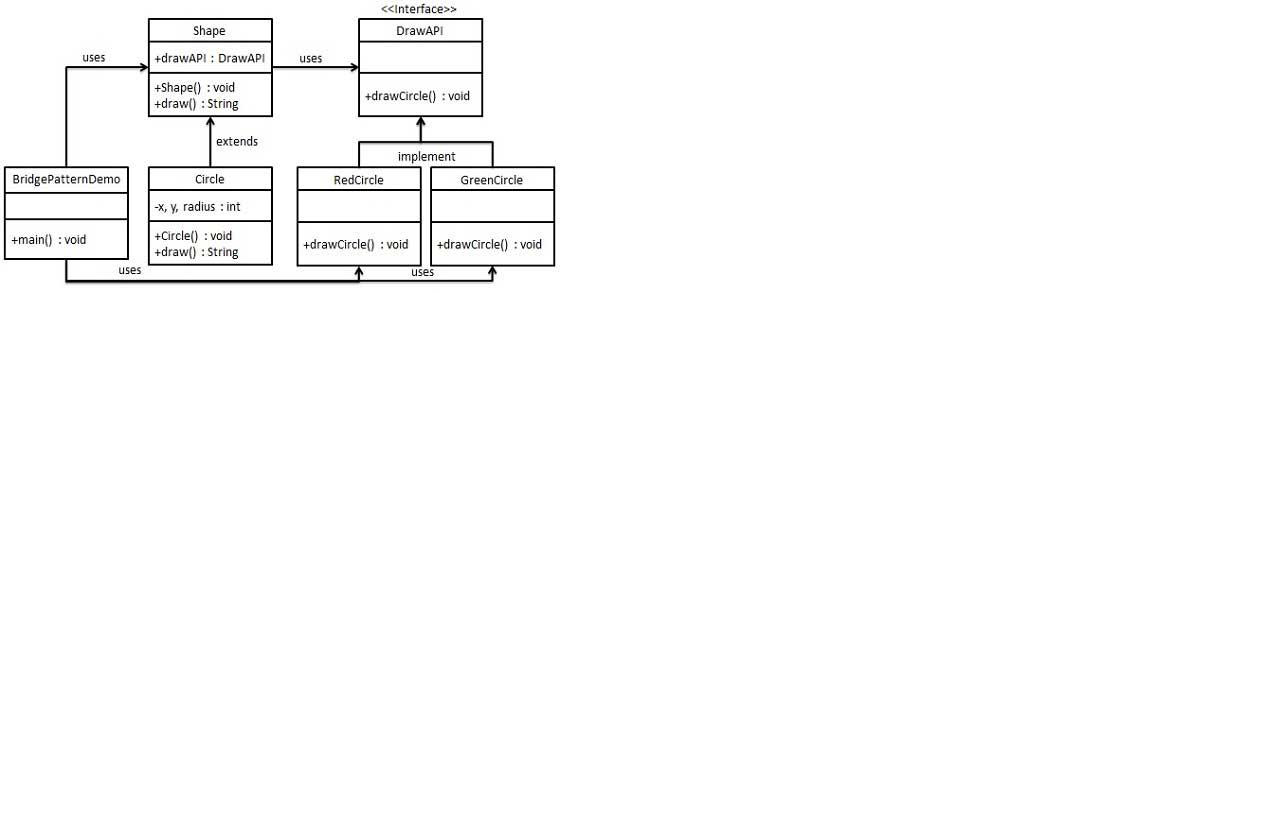 <<Interface>>
Shape
DrawAPI
+drawAPI : DrawAPI
uses
uses
+Shape() : void
+draw() : String
+drawCircle() : void
extends
implement
BridgePatternDemo
Circle
RedCircle
GreenCircle
-x, y, radius : int
+main() : void
+Circle() : void
+draw() : String
+drawCircle() : void
+drawCircle() : void
uses
uses